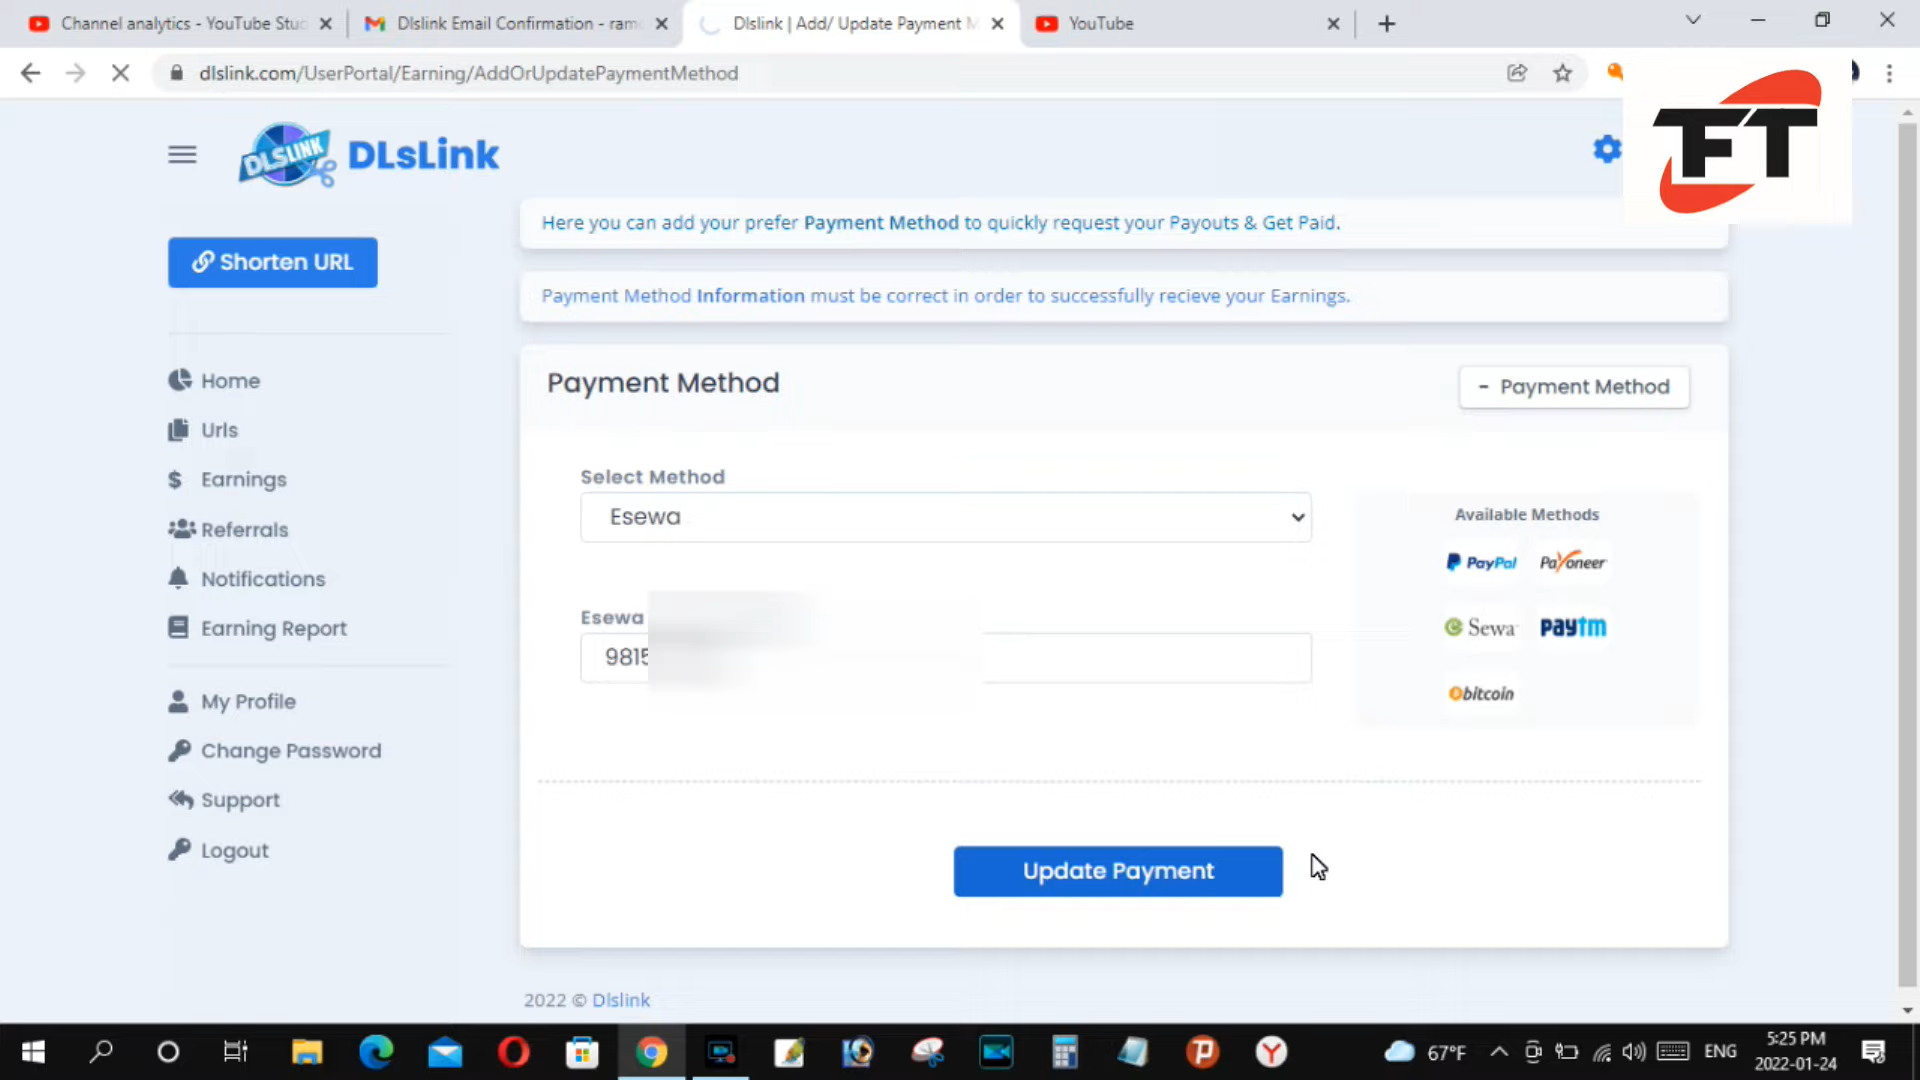 Channel analytics - YouTube Stu
Dlslink Email Confirmation - ram
Dlslink | Add/ Update Payment M
YouTube
dlslink.com/UserPortal/Earning/AddOrUpdatePaymentMethod
FT
DLSLINK
DLsLink
Shorten URL
Home
Urls
$ Earnings
Referrals
Notifications
Earning Report
My Profile
Change Password
Support
Logout
Here you can add your prefer Payment Method to quickly request your Payouts & Get Paid.
Payment Method Information must be correct in order to successfully recieve your Earnings.
Payment Method
- Payment Method
Select Method
Esewa
Esewa
9815
Available Methods
PayPal
Payoneer
eSewa
paytm
bitcoin
Update Payment
2022 © Dlslink
67°F
ENG
5:25 PM
2022-01-24